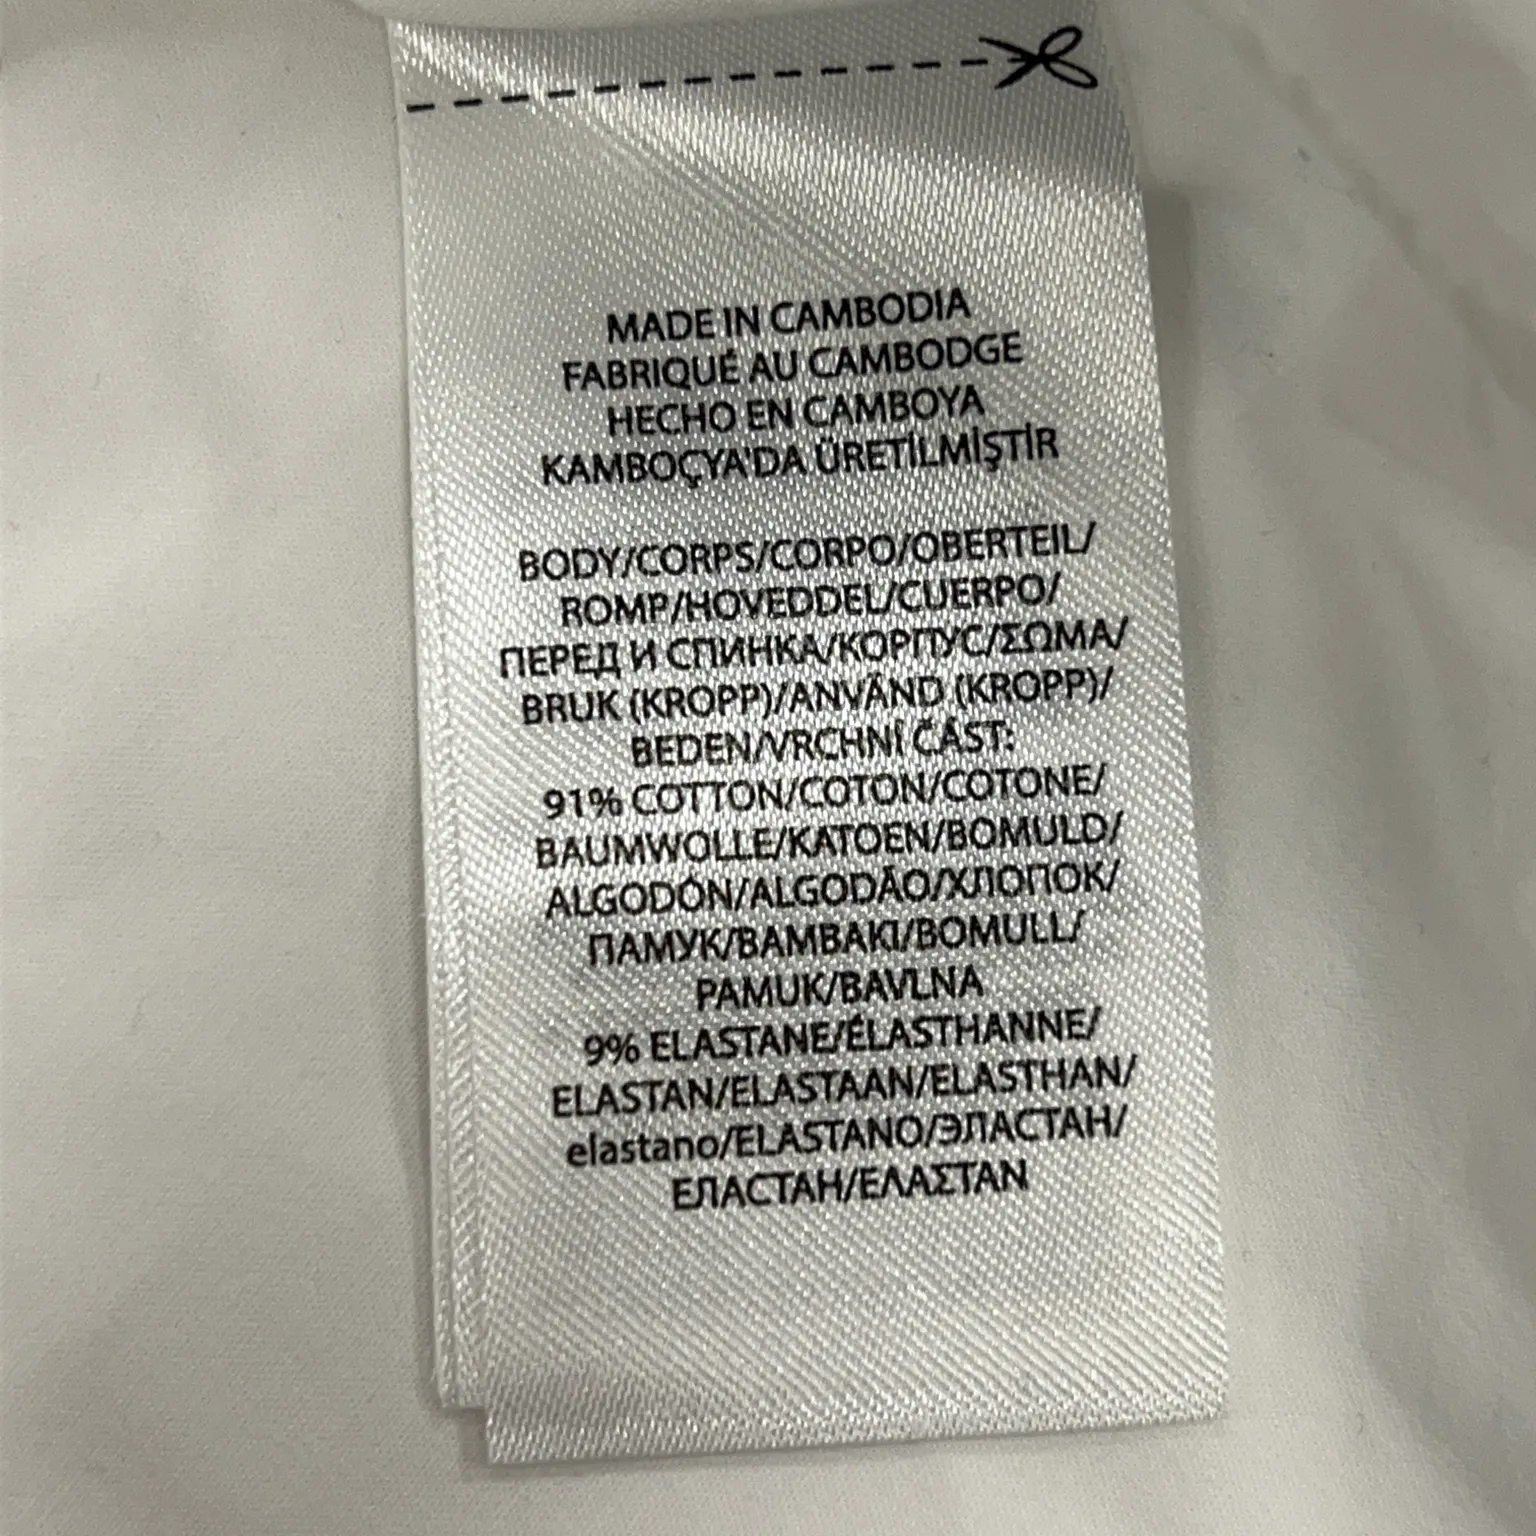 MADE IN CAMBODIA
FABRIQUÉ AU CAMBODGE
HECHO EN CAMBOYA
KAMBOÇYA'DA ÜRETİLMİŞTİR
BODY/CORPS/CORPO/OBERTEIL/
ROMP/HOVEDDEL/CUERPO/
ПЕРЕД И СПИНКА/КОРПУС/ΣΩΜΑ/
BRUK (KROPP)/ANVÄND (KROPP)/
BEDEN/VRCHNÍ ČÁST:
91% COTTON/COTON/COTONE/
BAUMWOLLE/KATOEN/BOMULD/
ALGODÓN/ALGODÃO/ХЛОПОК/
ПАМУК/BAMBAKI/BOMULL/
PAMUK/BAVLNA
9% ELASTANE/ÉLASTHANNE/
ELASTAN/ELASTAAN/ELASTHAN/
elastano/ELASTANO/ЭЛАСТАН/
ЕЛАСТАН/ΕΛΑΣΤΑΝ